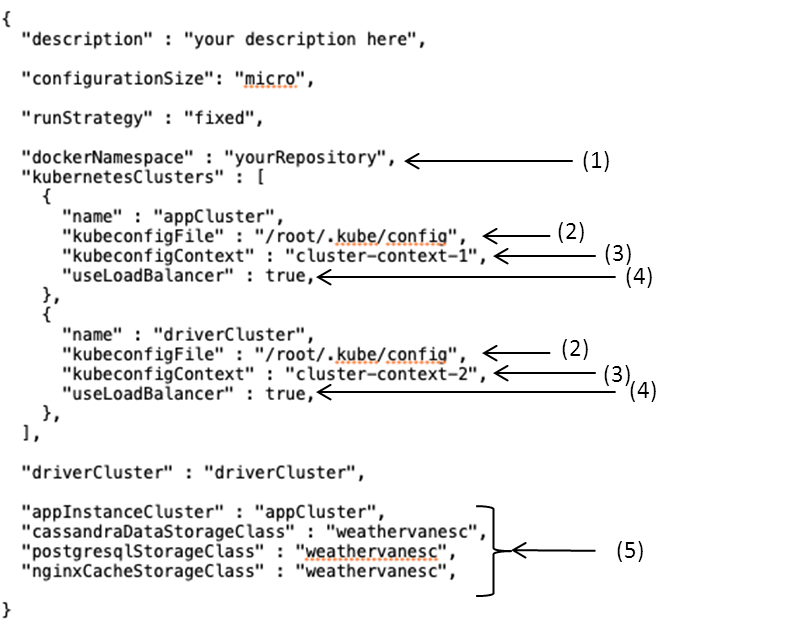 {
"description" : "your description here",
"configurationSize": "micro",
"runStrategy" : "fixed",
"dockerNamespace" : "yourRepository", (1)
"kubernetesClusters" : [
{
"name" : "appCluster",
"kubeconfigFile" : "/root/.kube/config", (2)
"kubeconfigContext" : "cluster-context-1", (3)
"useLoadBalancer" : true, (4)
},
{
"name" : "driverCluster",
"kubeconfigFile" : "/root/.kube/config", (2)
"kubeconfigContext" : "cluster-context-2", (3)
"useLoadBalancer" : true, (4)
},
],
"driverCluster" : "driverCluster",
"appInstanceCluster" : "appCluster",
"cassandraDataStorageClass" : "weathervanesc",
"postgresqlStorageClass" : "weathervanesc", (5)
"nginxCacheStorageClass" : "weathervanesc",
}